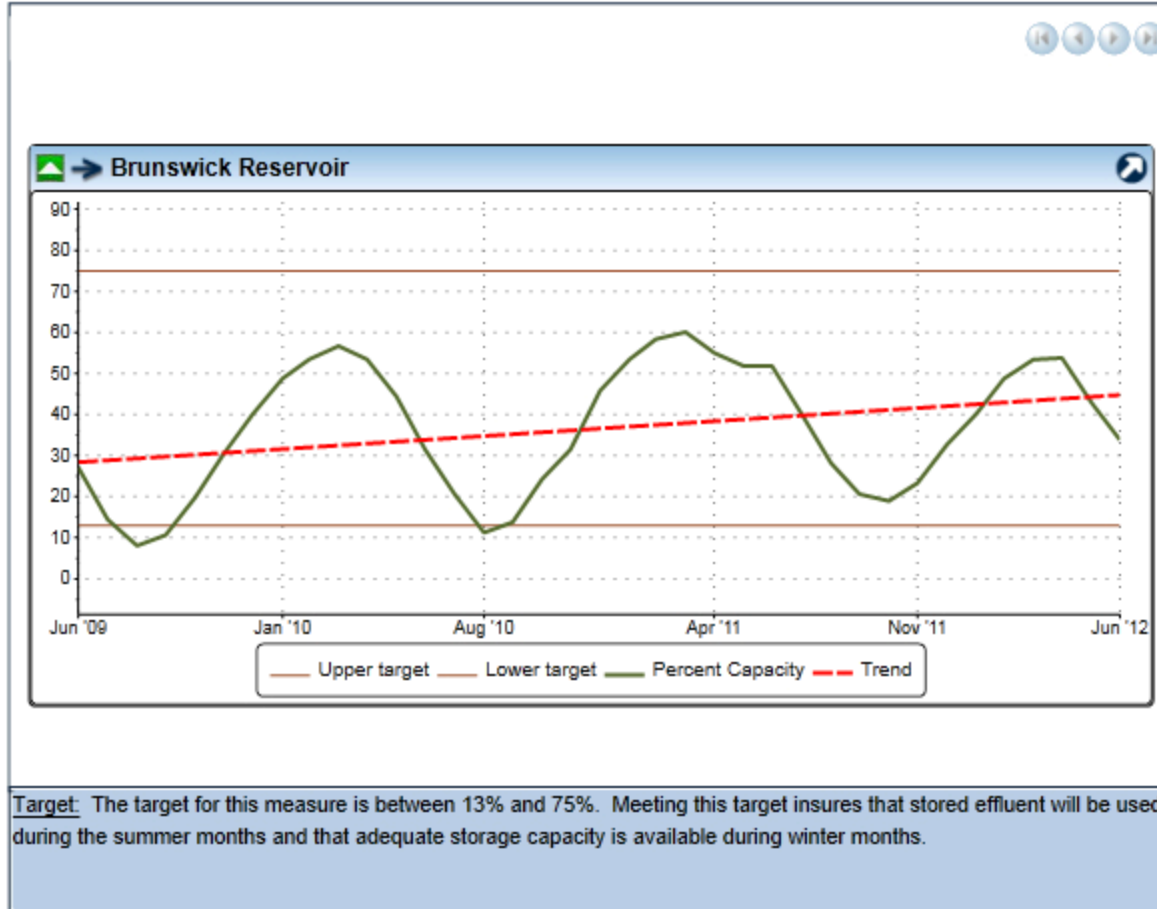 Brunswick Reservoir
90
80
70
60
50
40
30
20
10
0
Jun '09 Jan '10 Aug '10 Apr '11 Nov '11 Jun '12
Upper target Lower target Percent Capacity Trend
Target: The target for this measure is between 13% and 75%. Meeting this target insures that stored effluent will be used
during the summer months and that adequate storage capacity is available during winter months.